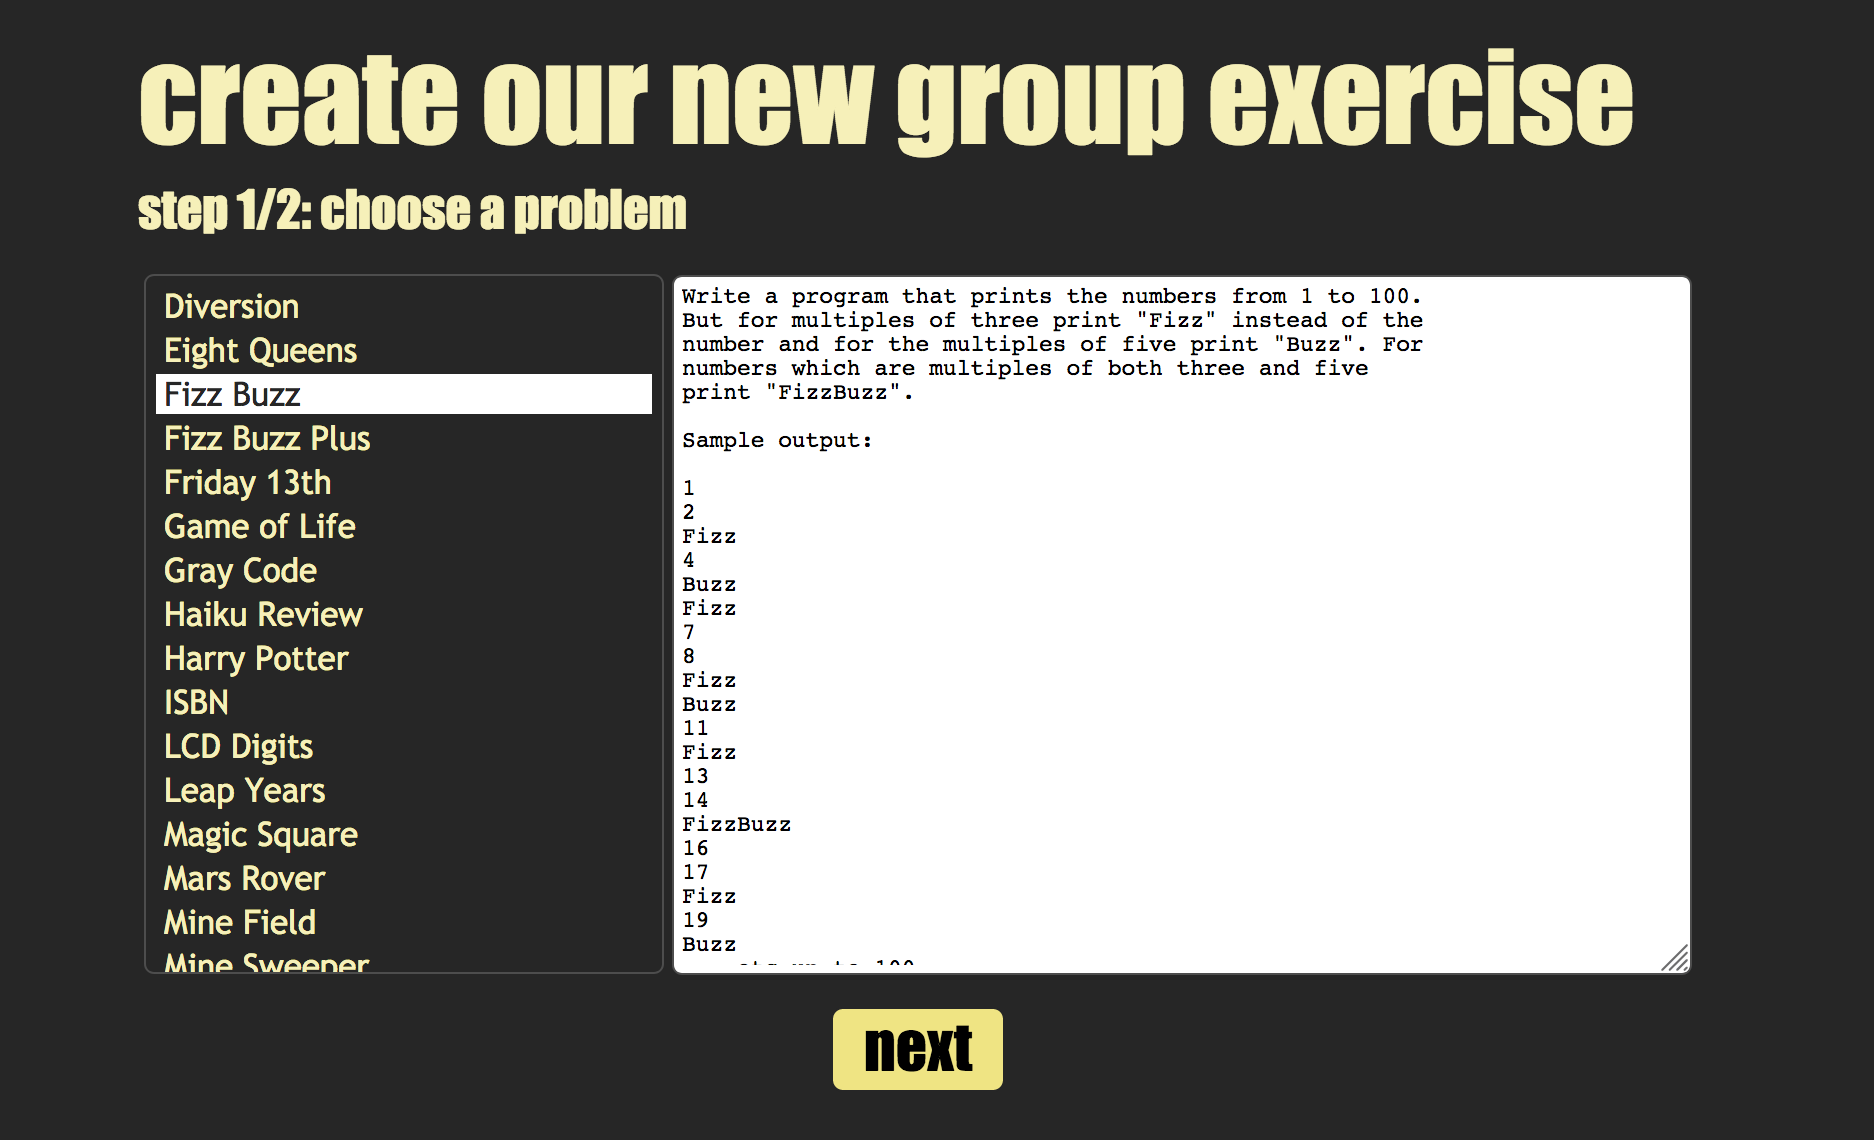 create our new group exercise
step 1/2: choose a problem
Diversion
Eight Queens
Fizz Buzz
Fizz Buzz Plus
Friday 13th
Game of Life
Gray Code
Haiku Review
Harry Potter
ISBN
LCD Digits
Leap Years
Magic Square
Mars Rover
Mine Field
Mine Sweeper
Write a program that prints the numbers from 1 to 100.
But for multiples of three print "Fizz" instead of the
number and for the multiples of five print "Buzz". For
numbers which are multiples of both three and five
print "FizzBuzz".
Sample output:
1
2
Fizz
4
Buzz
Fizz
7
8
Fizz
Buzz
11
Fizz
13
14
FizzBuzz
16
17
Fizz
19
Buzz
etc up to 100
next